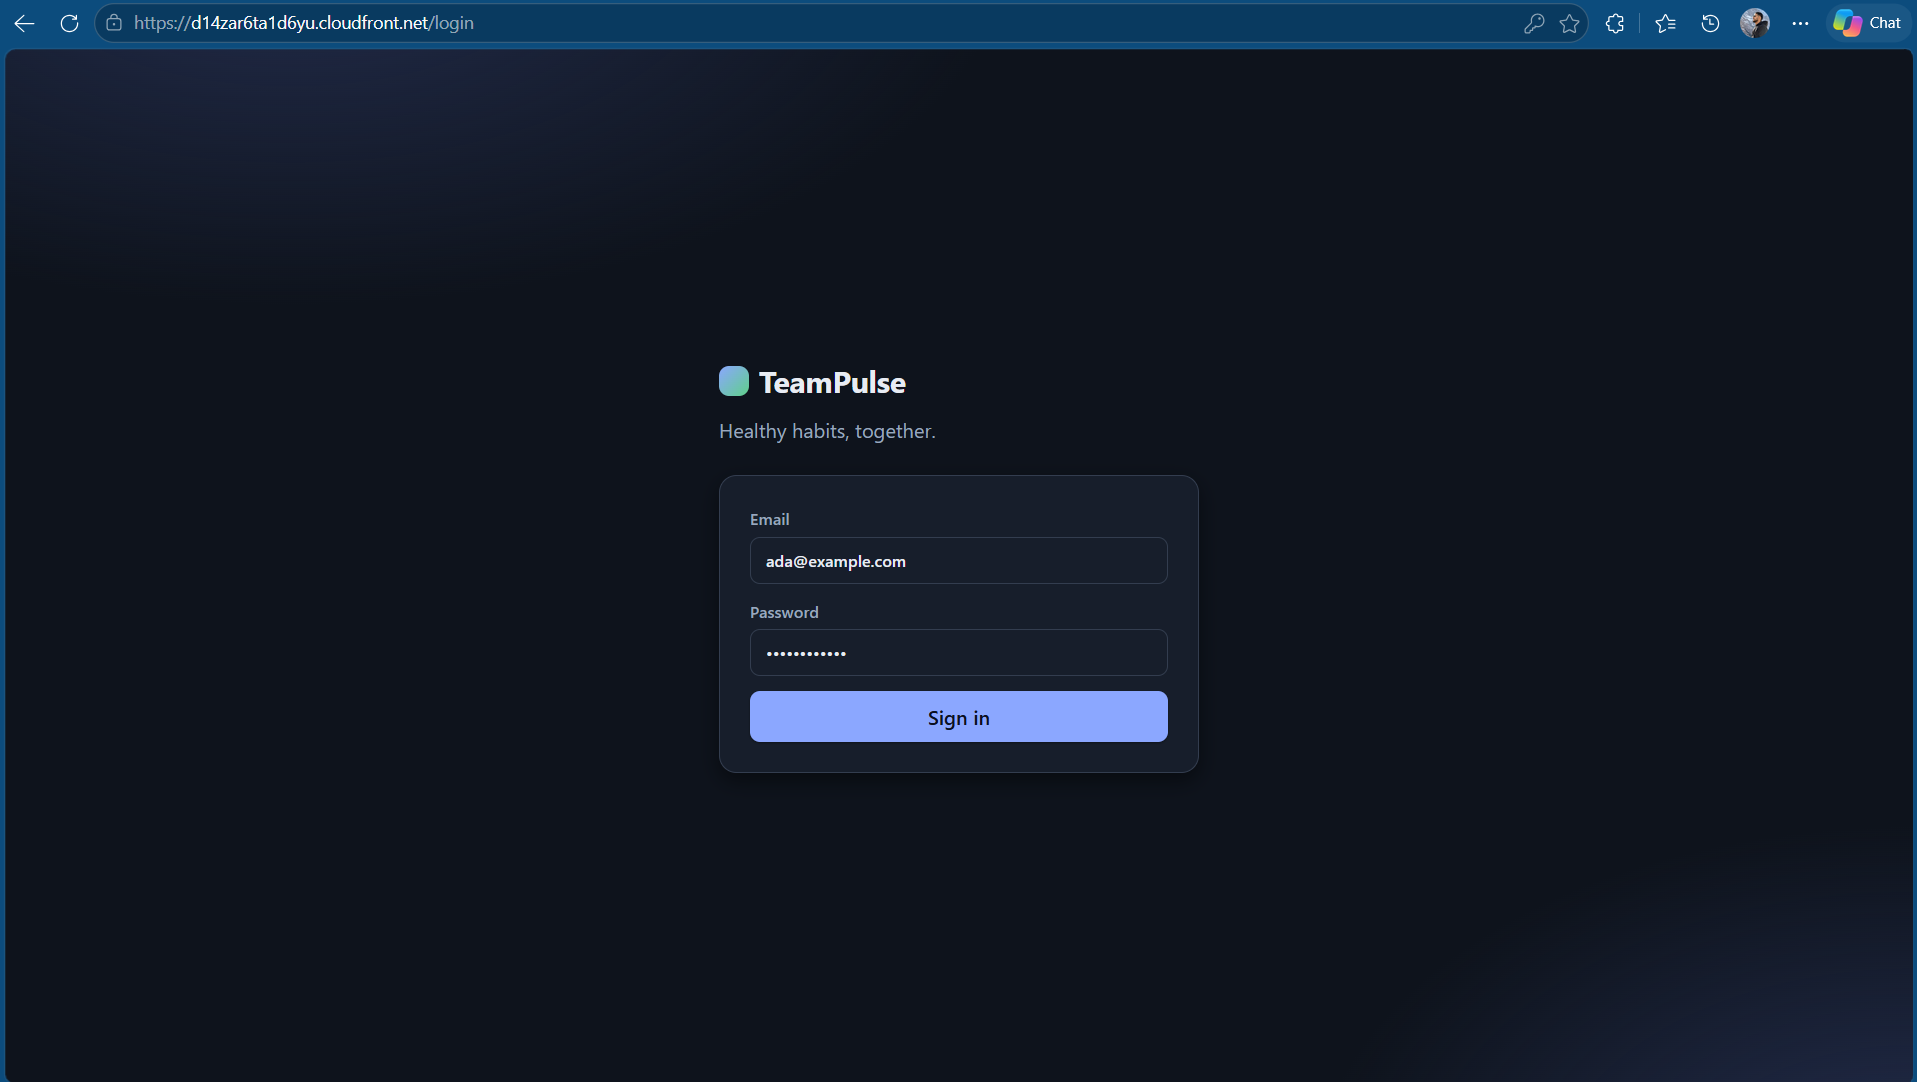 https://d14zar6ta1d6yu.cloudfront.net/login
Chat
TeamPulse
Healthy habits, together.
Email
ada@example.com
Password
••••••••••••
Sign in